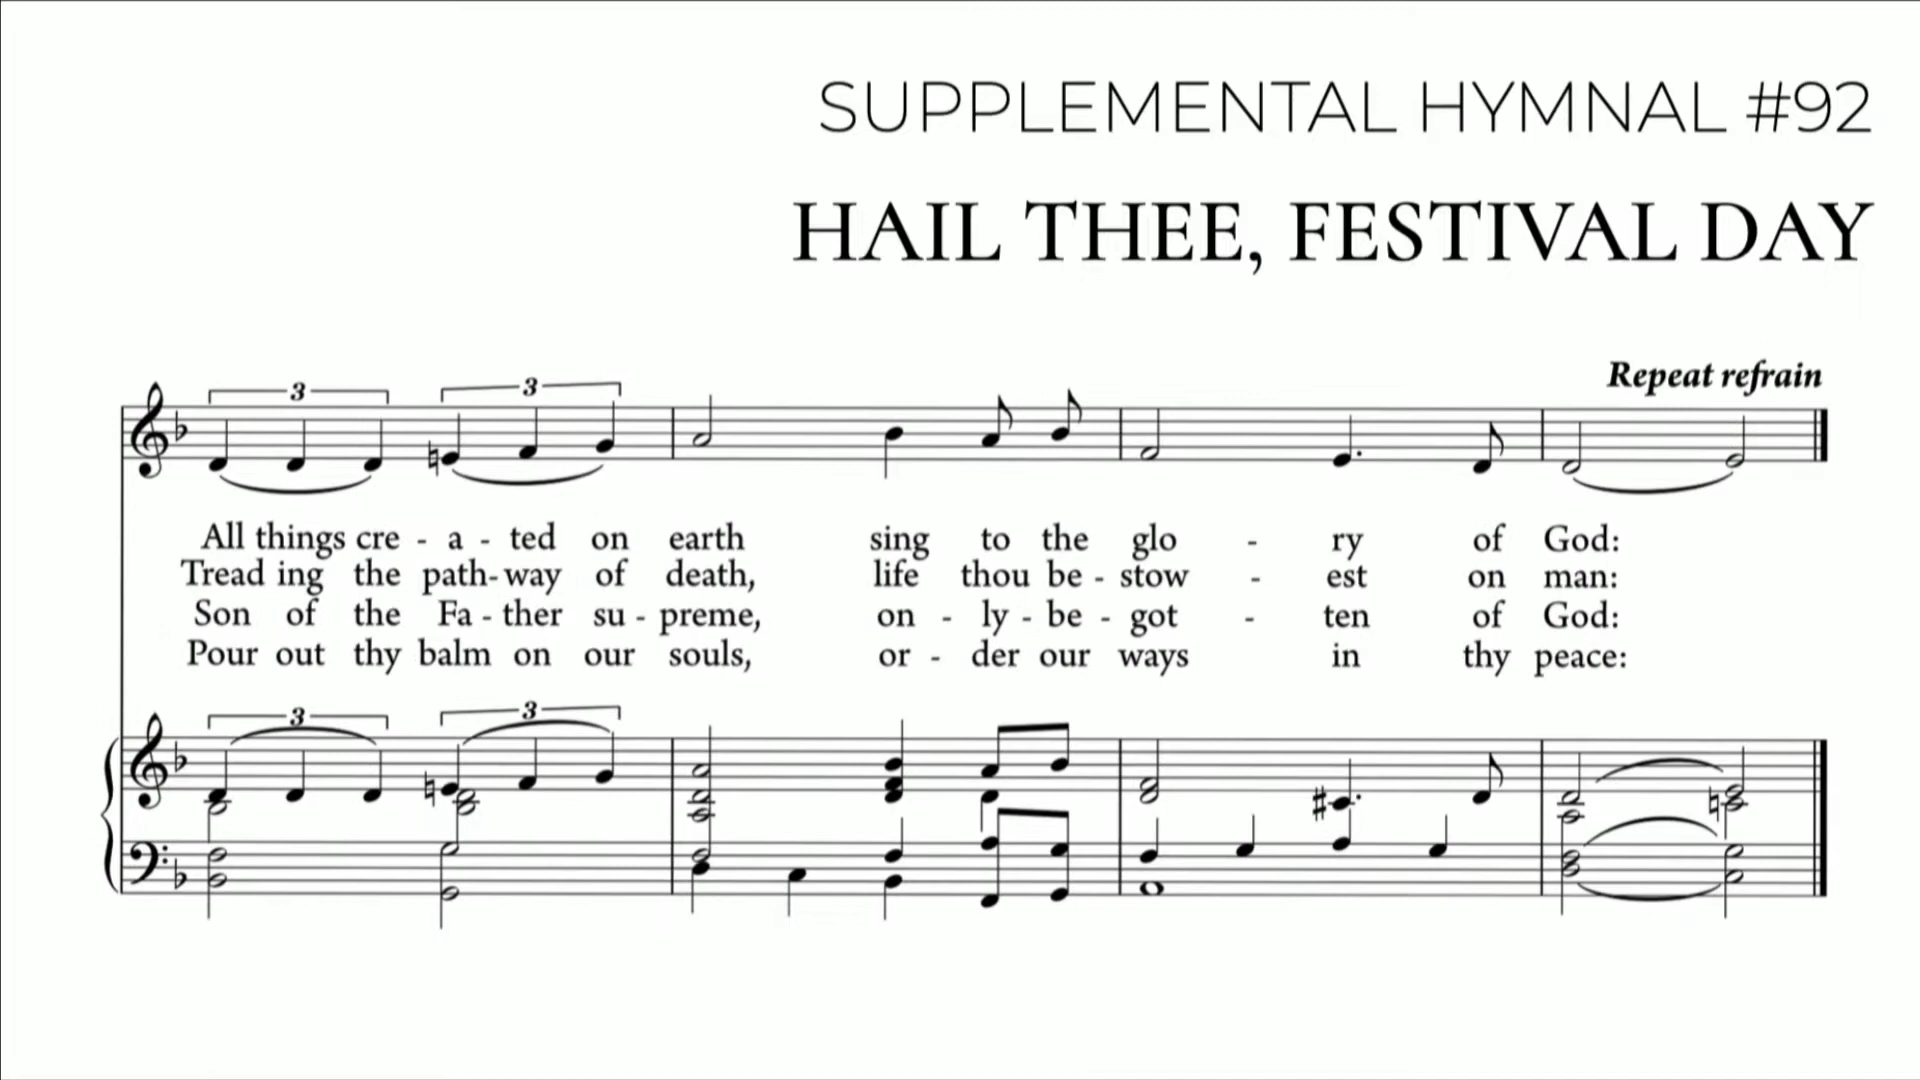 SUPPLEMENTAL HYMNAL #92
HAIL THEE, FESTIVAL DAY
Repeat refrain
3 3
All things cre - a - ted on earth sing to the glo - ry of God:
Tread ing the path - way of death, life thou be - stow - est on man:
Son of the Fa - ther su - preme, on - ly - be - got - ten of God:
Pour out thy balm on our souls, or - der our ways in thy peace:
3 3